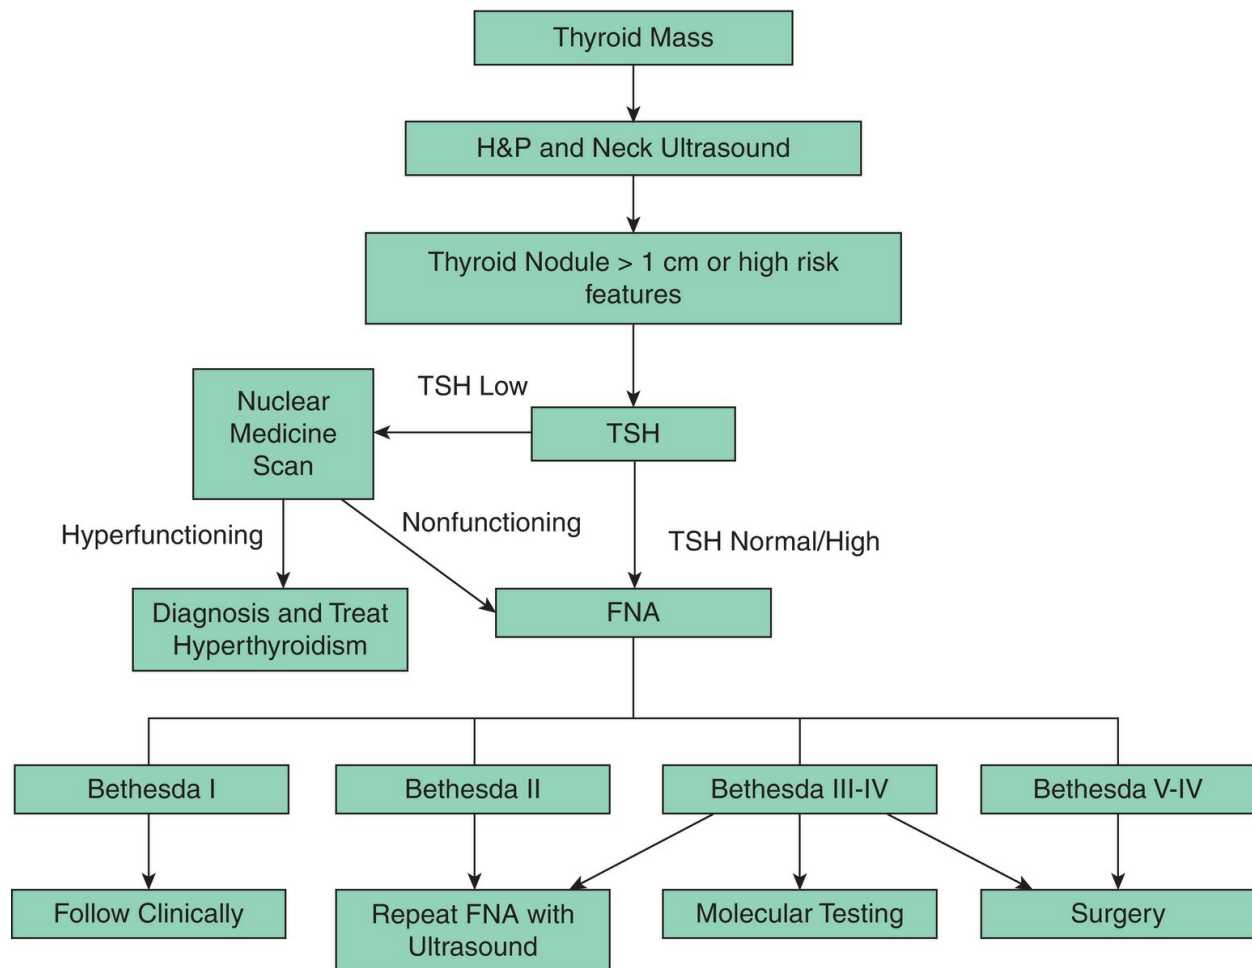 Thyroid Mass
H&P and Neck Ultrasound
Thyroid Nodule > 1 cm or high risk
features
TSH Low
Nuclear
Medicine
Scan
TSH
Hyperfunctioning
Nonfunctioning
TSH Normal/High
Diagnosis and Treat
Hyperthyroidism
FNA
Bethesda I
Bethesda II
Bethesda III-IV
Bethesda V-IV
Follow Clinically
Repeat FNA with
Ultrasound
Molecular Testing
Surgery